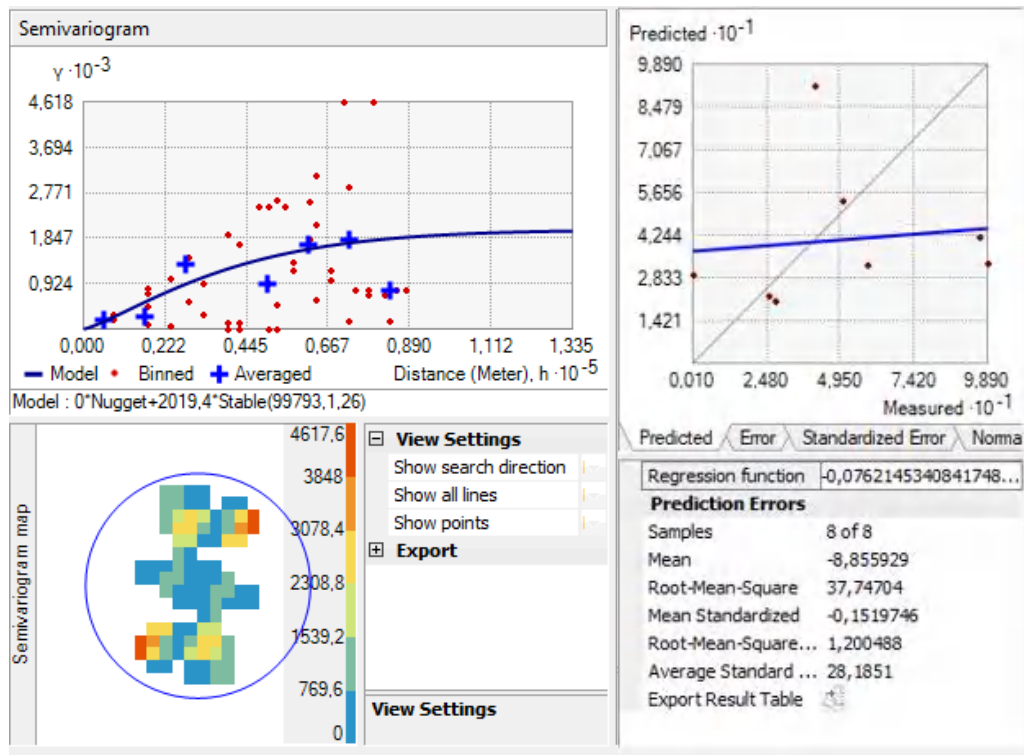 Semivariogram
γ ·10⁻³
4,618
3,694
2,771
1,847
0,924
0,000 0,222 0,445 0,667 0,890 1,112 1,335
Model Binned Averaged Distance (Meter), h ·10⁻⁵
Model : 0*Nugget+2019,4*Stable(99793,1,26)
Semivariogram map
4617,6
3848
3078,4
2308,8
1539,2
769,6
0
View Settings
Show search direction
Show all lines
Show points
Export
View Settings
Predicted ·10⁻¹
9,890
8,479
7,067
5,656
4,244
2,833
1,421
0,010 2,480 4,950 7,420 9,890
Measured ·10⁻¹
Predicted Error Standardized Error Norma
Regression function -0,0762145340841748...
Prediction Errors
Samples 8 of 8
Mean -8,855929
Root-Mean-Square 37,74704
Mean Standardized -0,1519746
Root-Mean-Square... 1,200488
Average Standard ... 28,1851
Export Result Table